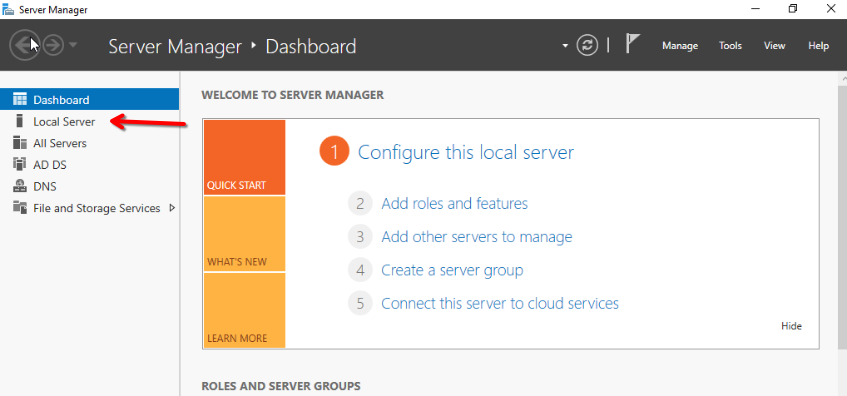 Server Manager
Server Manager • Dashboard
Manage Tools View Help
Dashboard
Local Server
All Servers
AD DS
DNS
File and Storage Services
WELCOME TO SERVER MANAGER
QUICK START
WHAT'S NEW
LEARN MORE
1 Configure this local server
2 Add roles and features
3 Add other servers to manage
4 Create a server group
5 Connect this server to cloud services
Hide
ROLES AND SERVER GROUPS